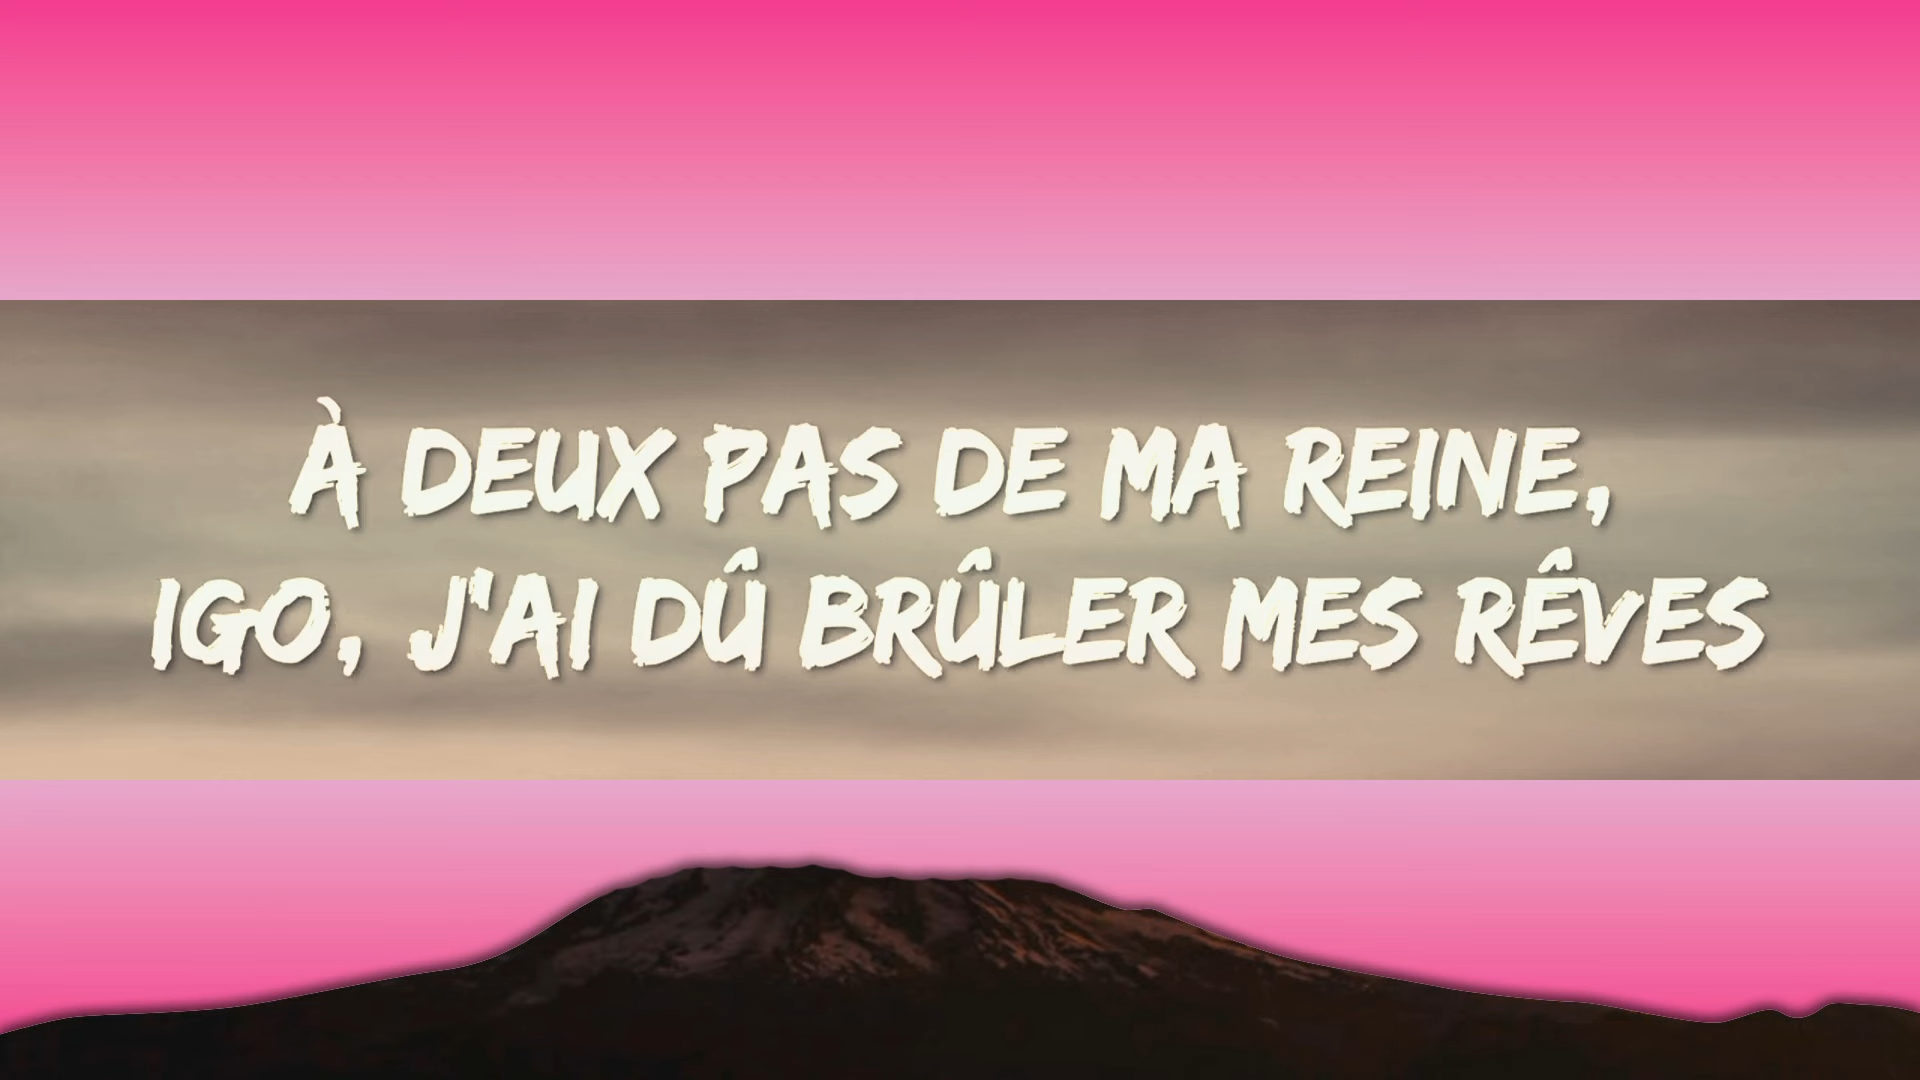 À DEUX PAS DE MA REINE,
IGO, J'AI DÛ BRÛLER MES RÊVES